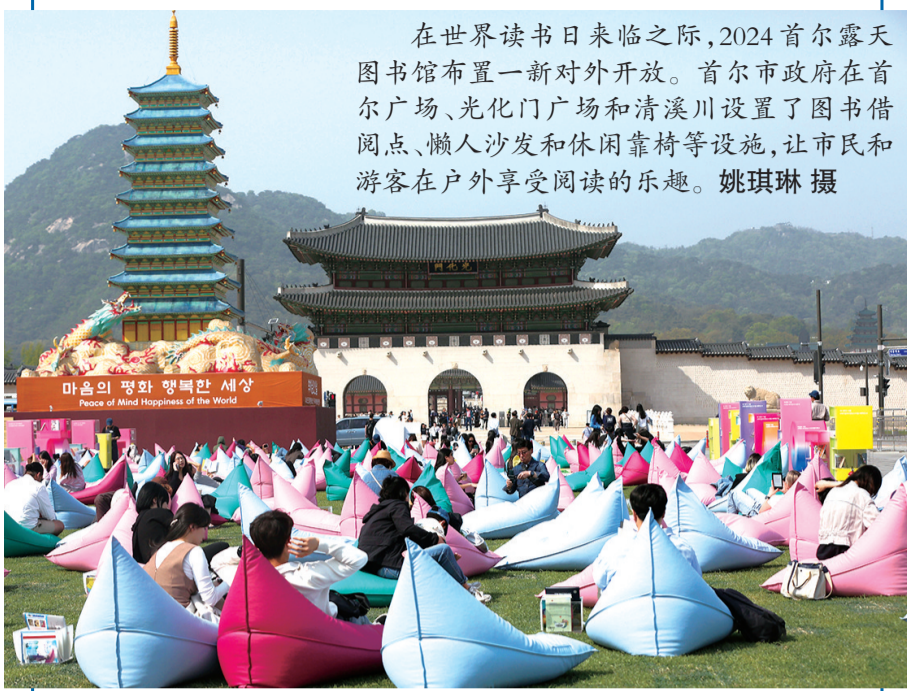 在世界读书日来临之际,2024首尔露天
图书馆布置一新对外开放。首尔市政府在首
尔广场、光化门广场和清溪川设置了图书借
阅点、懒人沙发和休闲靠椅等设施,让市民和
游客在户外享受阅读的乐趣。姚琪琳 摄
門化光
마음의 평화 행복한 세상
Peace of Mind Happiness of the World